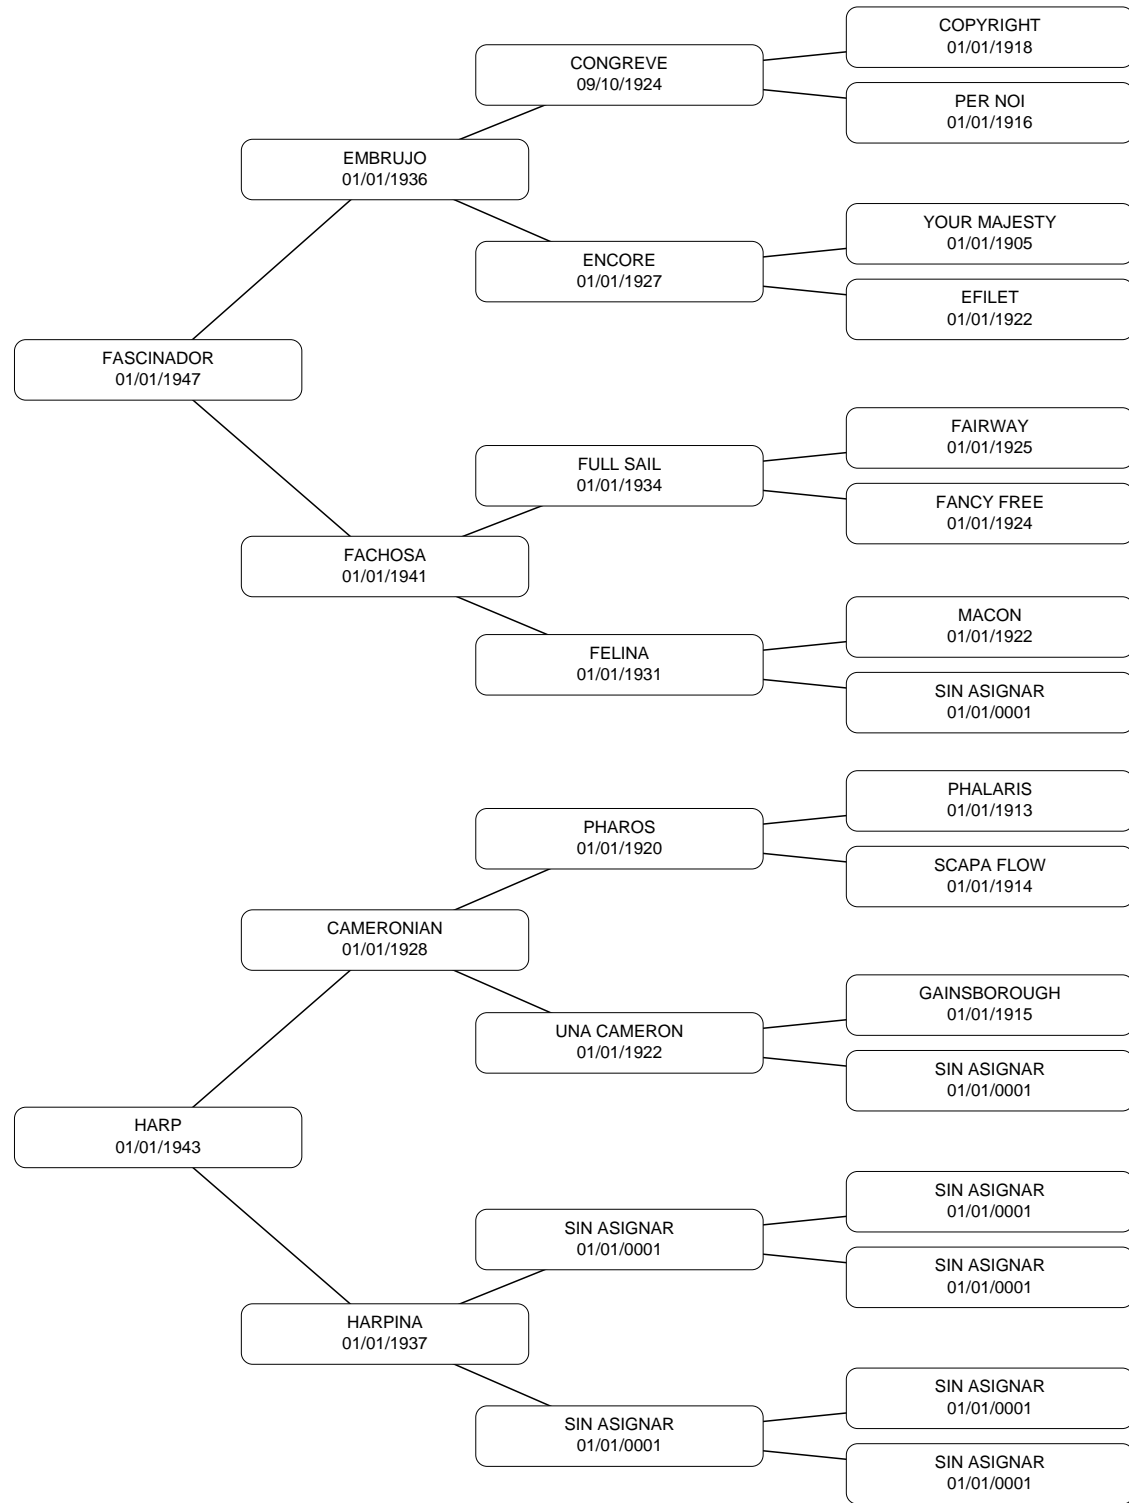 COPYRIGHT
01/01/1918
CONGREVE
09/10/1924
PER NOI
01/01/1916
EMBRUJO
01/01/1936
YOUR MAJESTY
01/01/1905
ENCORE
01/01/1927
EFILET
01/01/1922
FASCINADOR
01/01/1947
FAIRWAY
01/01/1925
FULL SAIL
01/01/1934
FANCY FREE
01/01/1924
FACHOSA
01/01/1941
MACON
01/01/1922
FELINA
01/01/1931
SIN ASIGNAR
01/01/0001
PHALARIS
01/01/1913
PHAROS
01/01/1920
SCAPA FLOW
01/01/1914
CAMERONIAN
01/01/1928
GAINSBOROUGH
01/01/1915
UNA CAMERON
01/01/1922
SIN ASIGNAR
01/01/0001
HARP
01/01/1943
SIN ASIGNAR
01/01/0001
SIN ASIGNAR
01/01/0001
SIN ASIGNAR
01/01/0001
HARPINA
01/01/1937
SIN ASIGNAR
01/01/0001
SIN ASIGNAR
01/01/0001
SIN ASIGNAR
01/01/0001